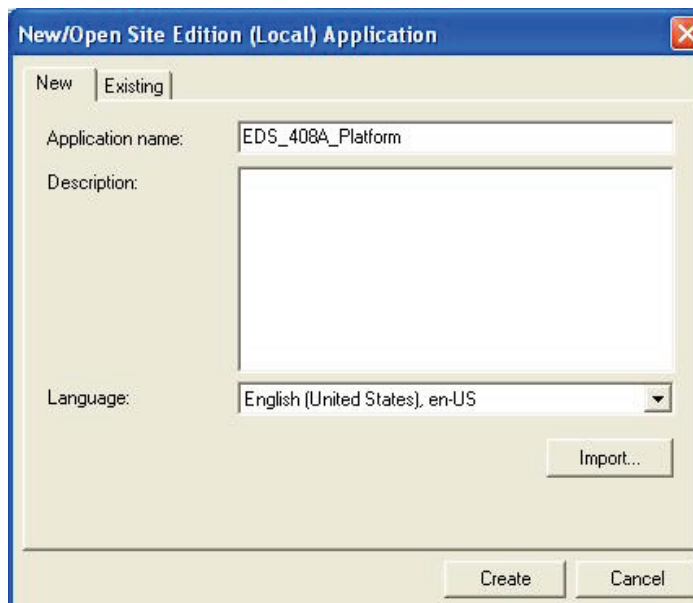 New/Open Site Edition (Local) Application
New
Existing
Application name:
EDS_408A_Platform
Description:
Language:
English (United States), en-US
Import...
Create
Cancel